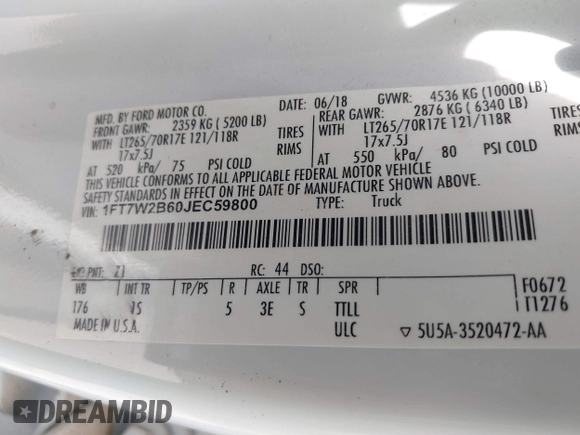 MFD. BY FORD MOTOR CO.
DATE: 06/18 GVWR: 4536 KG (10000 LB)
FRONT GAWR: 2359 KG (5200 LB) REAR GAWR: 2876 KG (6340 LB)
WITH LT265/70R17E 121/118R TIRES WITH LT265/70R17E 121/118R TIRES
17x7.5J RIMS 17x7.5J RIMS
AT 520 kPa/ 75 PSI COLD AT 550 kPa/ 80 PSI COLD
THIS VEHICLE CONFORMS TO ALL APPLICABLE FEDERAL MOTOR VEHICLE
SAFETY STANDARDS IN EFFECT ON THE DATE OF MANUFACTURE SHOWN ABOVE.
VIN: 1FT7W2B60JEC59800 TYPE: Truck
PNT: Z1 RC: 44 DSO: F0672
WB TP/PS R AXLE TR SPR T1276
176 1S 5 3E S TTLL
MADE IN U.S.A. ULC ▽ 5U5A-3520472-AA
DREAMBID